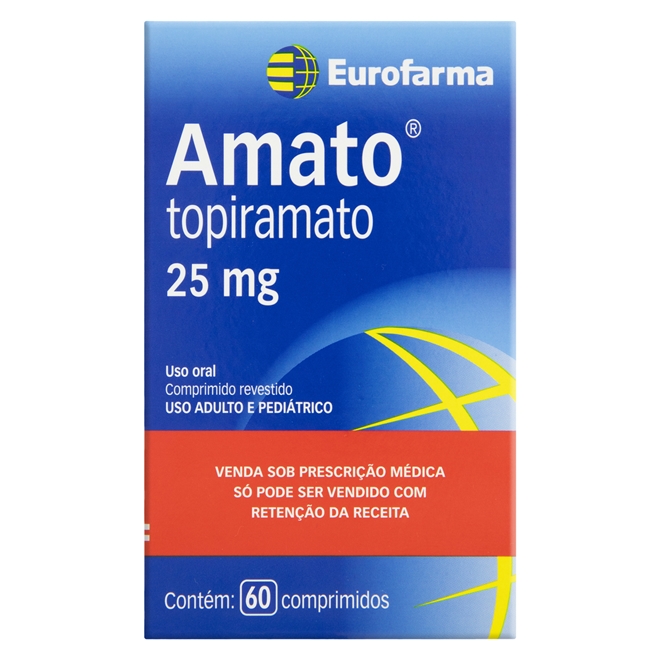 Eurofarma
Amato®
topiramato
25 mg
Uso oral
Comprimido revestido
USO ADULTO E PEDIÁTRICO
VENDA SOB PRESCRIÇÃO MÉDICA
SÓ PODE SER VENDIDO COM
RETENÇÃO DA RECEITA
Contém: 60 comprimidos